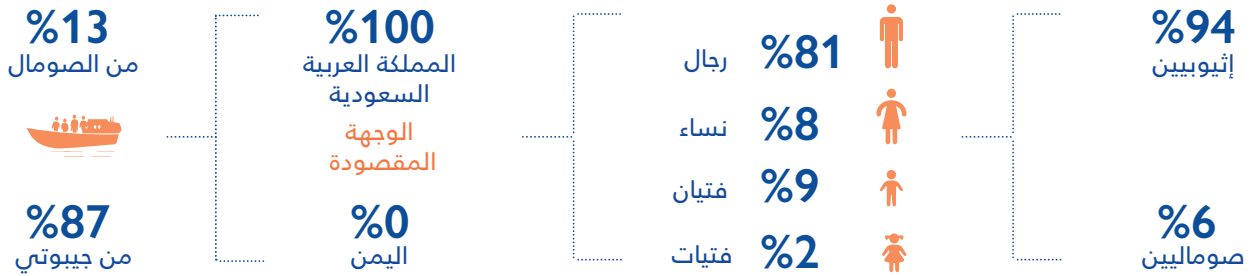 %94
إثيوبيين
%6
صوماليين
%81 رجال
%8 نساء
%9 فتيان
%2 فتيات
%100
المملكة العربية
السعودية
الوجهة
المقصودة
%0
اليمن
%13
من الصومال
%87
من جيبوتي